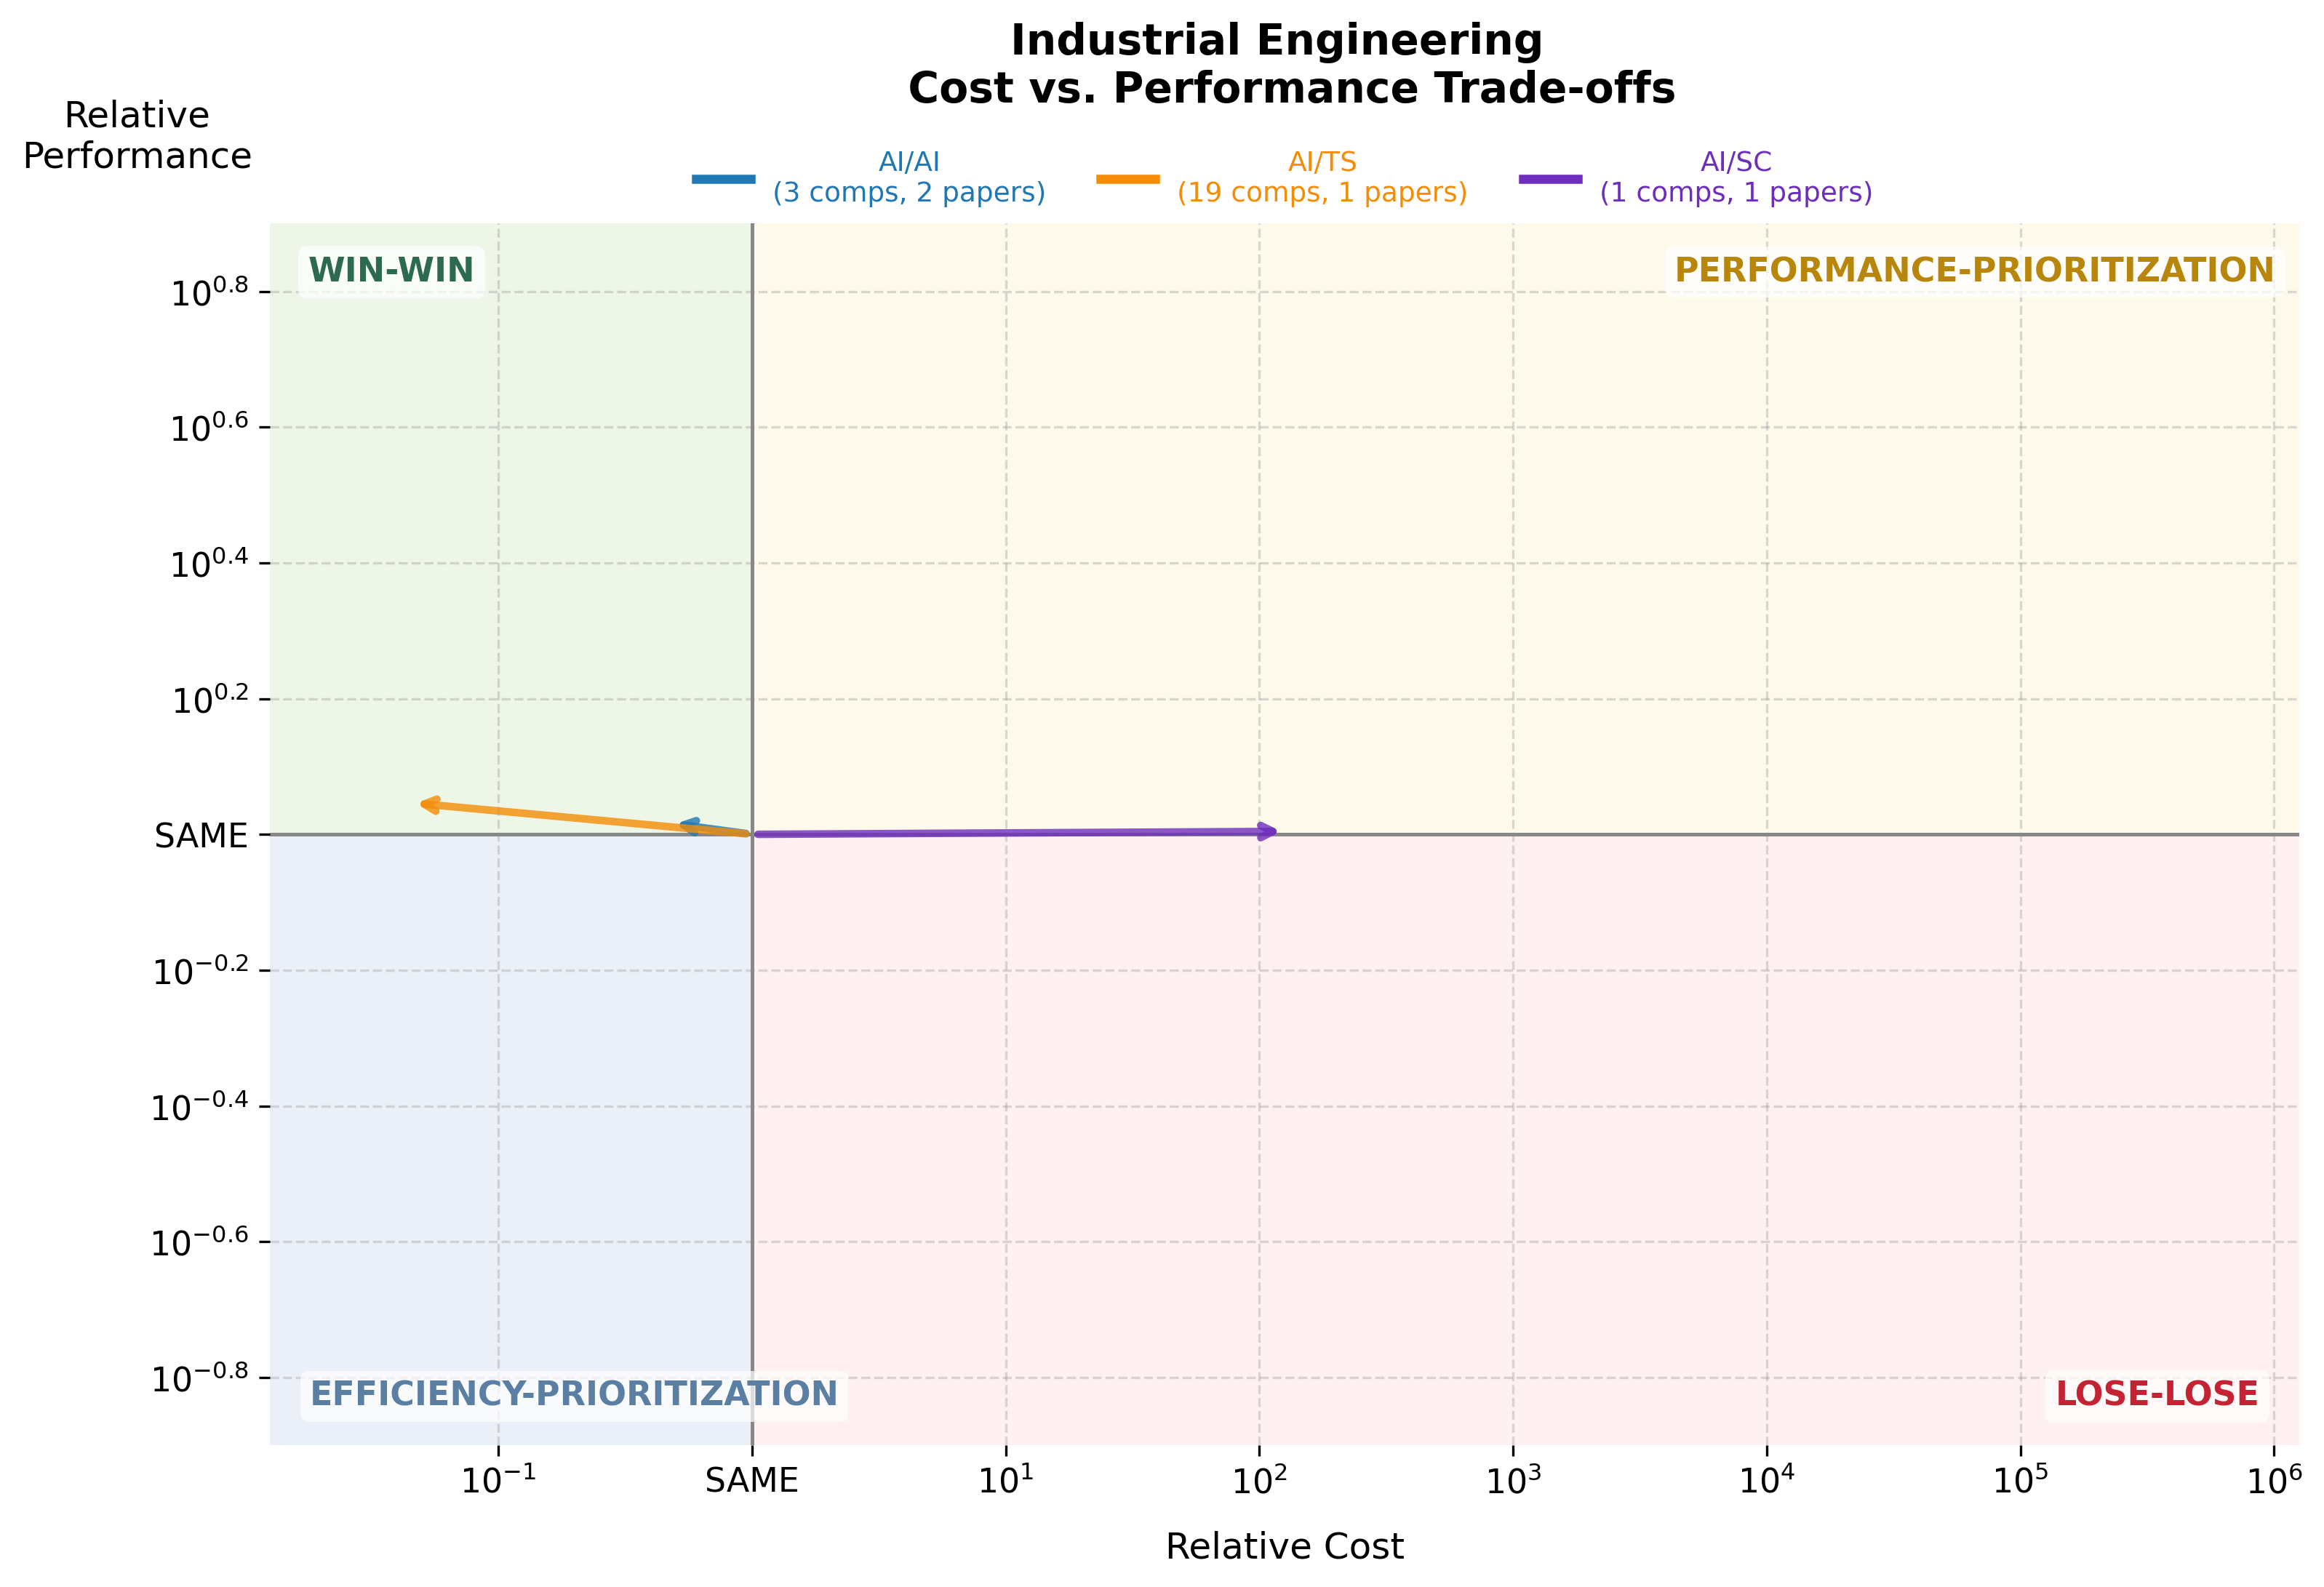 Industrial Engineering
Cost vs. Performance Trade-offs
Relative
Performance
AI/AI
(3 comps, 2 papers)
AI/TS
(19 comps, 1 papers)
AI/SC
(1 comps, 1 papers)
WIN-WIN
PERFORMANCE-PRIORITIZATION
10^0.8
10^0.6
10^0.4
10^0.2
SAME
10^−0.2
10^−0.4
10^−0.6
10^−0.8
EFFICIENCY-PRIORITIZATION
LOSE-LOSE
10^−1
SAME
10^1
10^2
10^3
10^4
10^5
10^6
Relative Cost